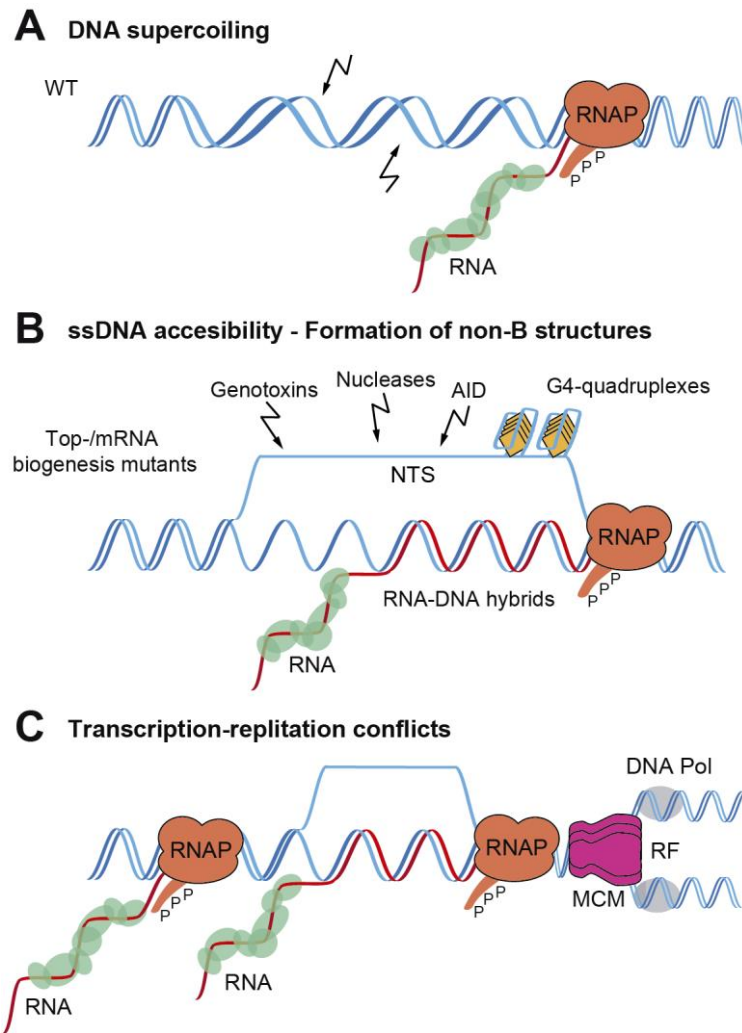 A DNA supercoiling
WT
RNAP
P P P
RNA
B ssDNA accesibility - Formation of non-B structures
Genotoxins
Nucleases
AID
G4-quadruplexes
Top-/mRNA
biogenesis mutants
NTS
RNAP
P P P
RNA-DNA hybrids
RNA
C Transcription-replitation conflicts
DNA Pol
RNAP
RNAP
RF
P P P
P P P
MCM
RNA
RNA